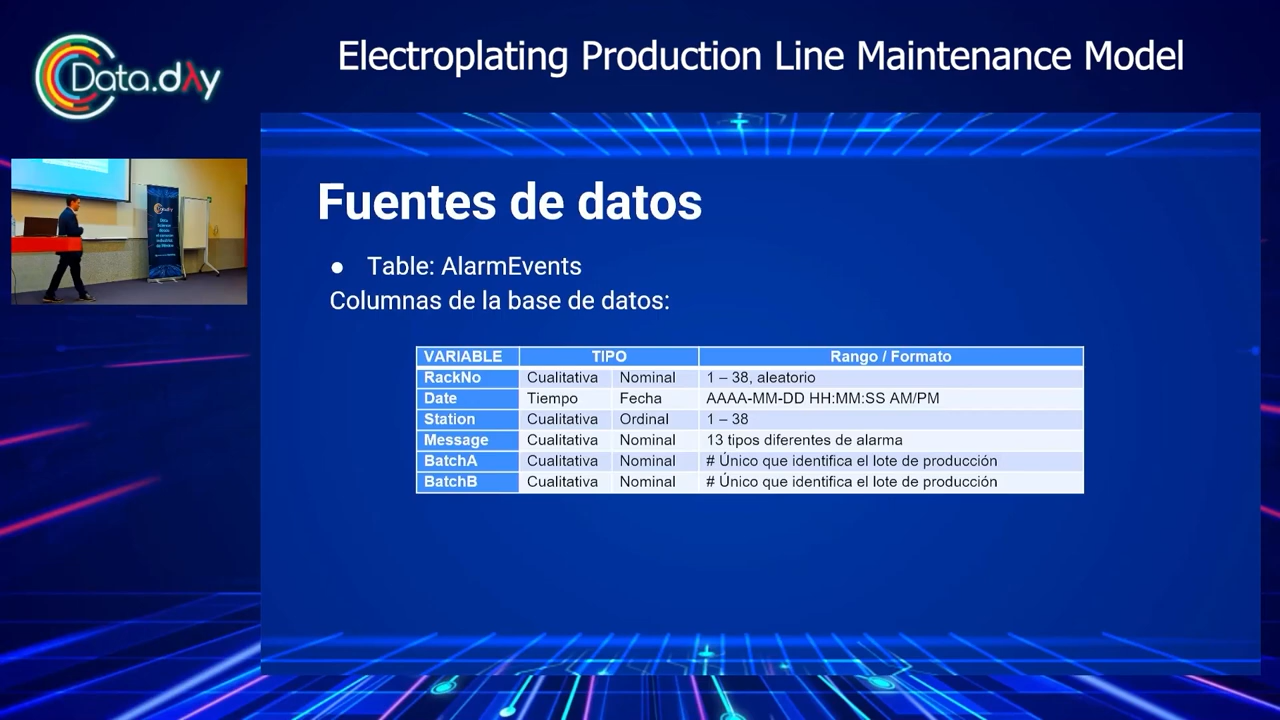 Data.dλy
Electroplating Production Line Maintenance Model
Fuentes de datos
● Table: AlarmEvents
Columnas de la base de datos:
VARIABLE TIPO Rango / Formato
RackNo Cualitativa Nominal 1 – 38, aleatorio
Date Tiempo Fecha AAAA-MM-DD HH:MM:SS AM/PM
Station Cualitativa Ordinal 1 – 38
Message Cualitativa Nominal 13 tipos diferentes de alarma
BatchA Cualitativa Nominal # Único que identifica el lote de producción
BatchB Cualitativa Nominal # Único que identifica el lote de producción